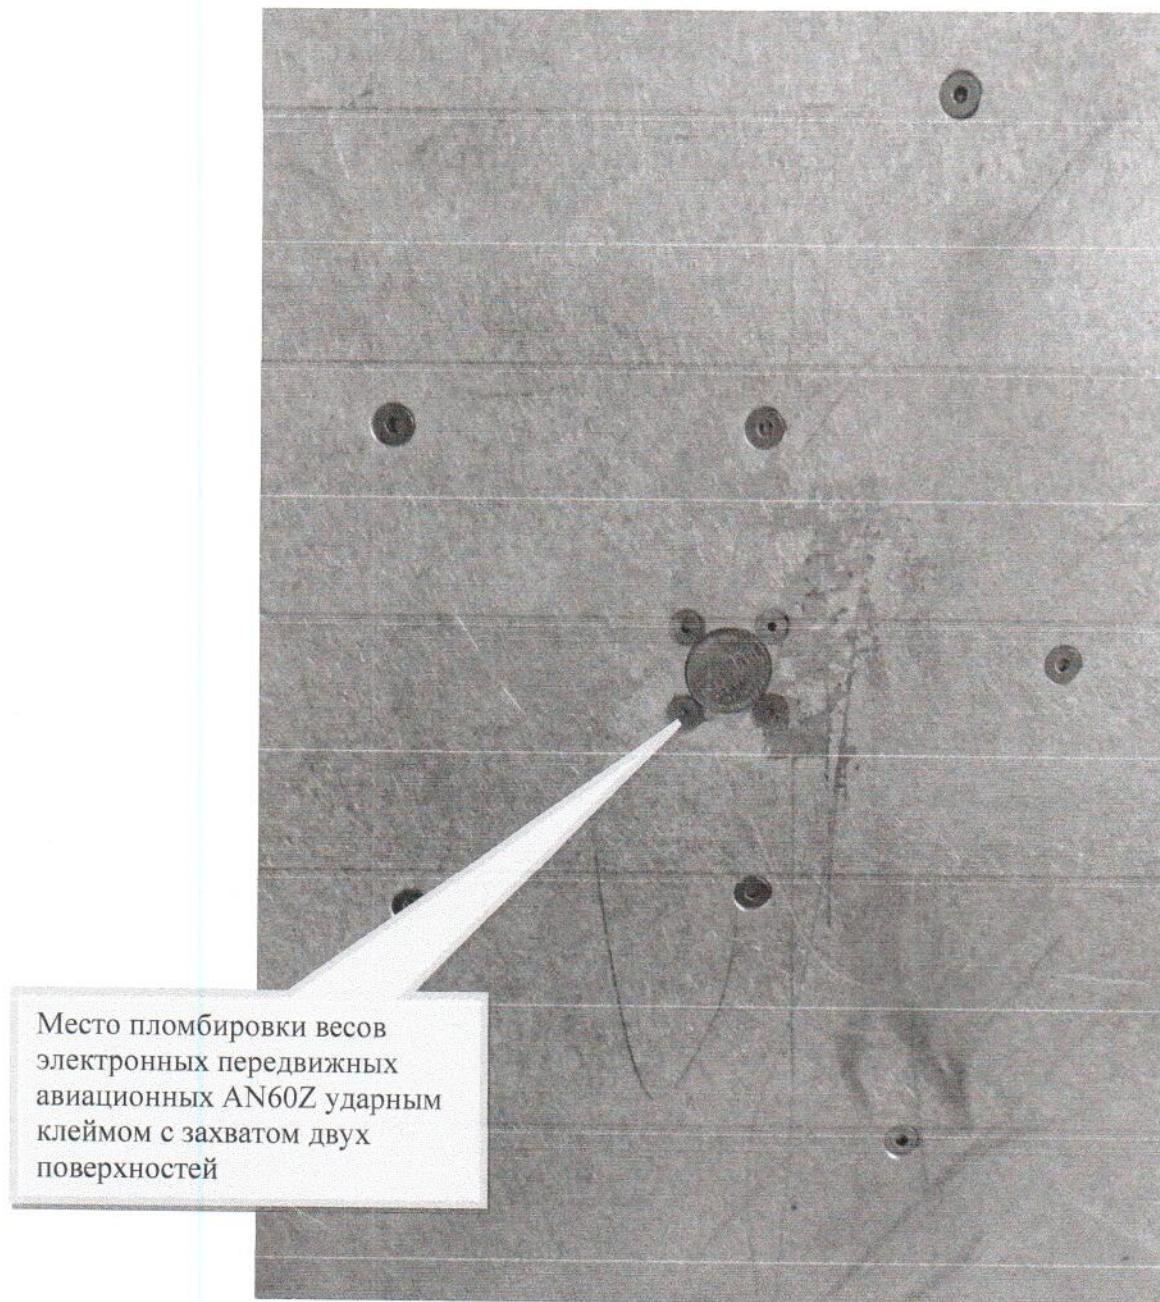 Место пломбировки весов
электронных передвижных
авиационных AN60Z ударным
клеймом с захватом двух
поверхностей